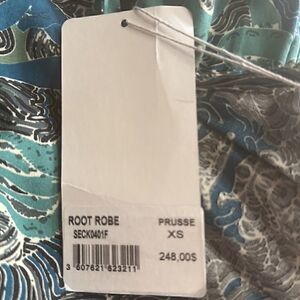 ROOT ROBE PRUSSE
SECK0401F XS
248,00$
3 607621 623211